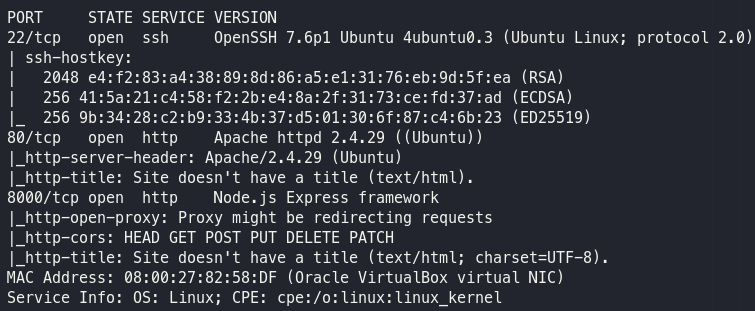 PORT     STATE SERVICE VERSION
22/tcp   open  ssh     OpenSSH 7.6p1 Ubuntu 4ubuntu0.3 (Ubuntu Linux; protocol 2.0)
| ssh-hostkey:
|   2048 e4:f2:83:a4:38:89:8d:86:a5:e1:31:76:eb:9d:5f:ea (RSA)
|   256 41:5a:21:c4:58:f2:2b:e4:8a:2f:31:73:ce:fd:37:ad (ECDSA)
|_  256 9b:34:28:c2:b9:33:4b:37:d5:01:30:6f:87:c4:6b:23 (ED25519)
80/tcp   open  http    Apache httpd 2.4.29 ((Ubuntu))
|_http-server-header: Apache/2.4.29 (Ubuntu)
|_http-title: Site doesn't have a title (text/html).
8000/tcp open  http    Node.js Express framework
|_http-open-proxy: Proxy might be redirecting requests
|_http-cors: HEAD GET POST PUT DELETE PATCH
|_http-title: Site doesn't have a title (text/html; charset=UTF-8).
MAC Address: 08:00:27:82:58:DF (Oracle VirtualBox virtual NIC)
Service Info: OS: Linux; CPE: cpe:/o:linux:linux_kernel